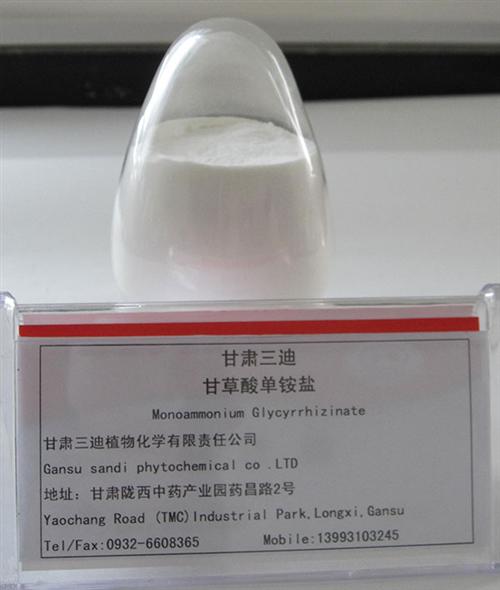 甘肃三迪
甘草酸单铵盐
Monoammonium Glycyrrhizinate
甘肃三迪植物化学有限责任公司
Gansu sandi phytochemical co .LTD
地址：甘肃陇西中药产业园药昌路2号
Yaochang Road (TMC)Industrial Park,Longxi,Gansu
Tel/Fax:0932-6608365 Mobile:13993103245